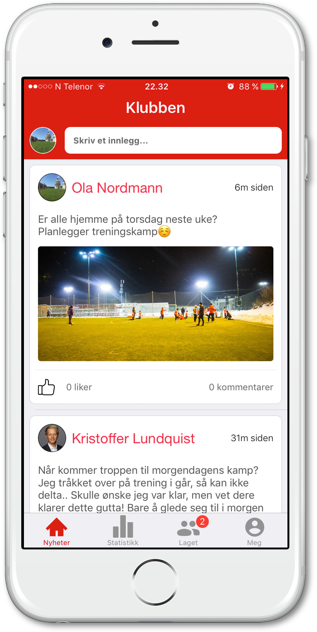 N Telenor 22.32 88 %
Klubben
Skriv et innlegg...
Ola Nordmann 6m siden
Er alle hjemme på torsdag neste uke?
Planlegger treningskamp☺️
0 liker 0 kommentarer
Kristoffer Lundquist 31m siden
Når kommer troppen til morgendagens kamp?
Jeg tråkket over på trening i går, så kan ikke
delta.. Skulle ønske jeg var klar, men vet dere
klarer dette gutta! Bare å glede seg til i morgen
2
Nyheter Statistikk Laget Meg